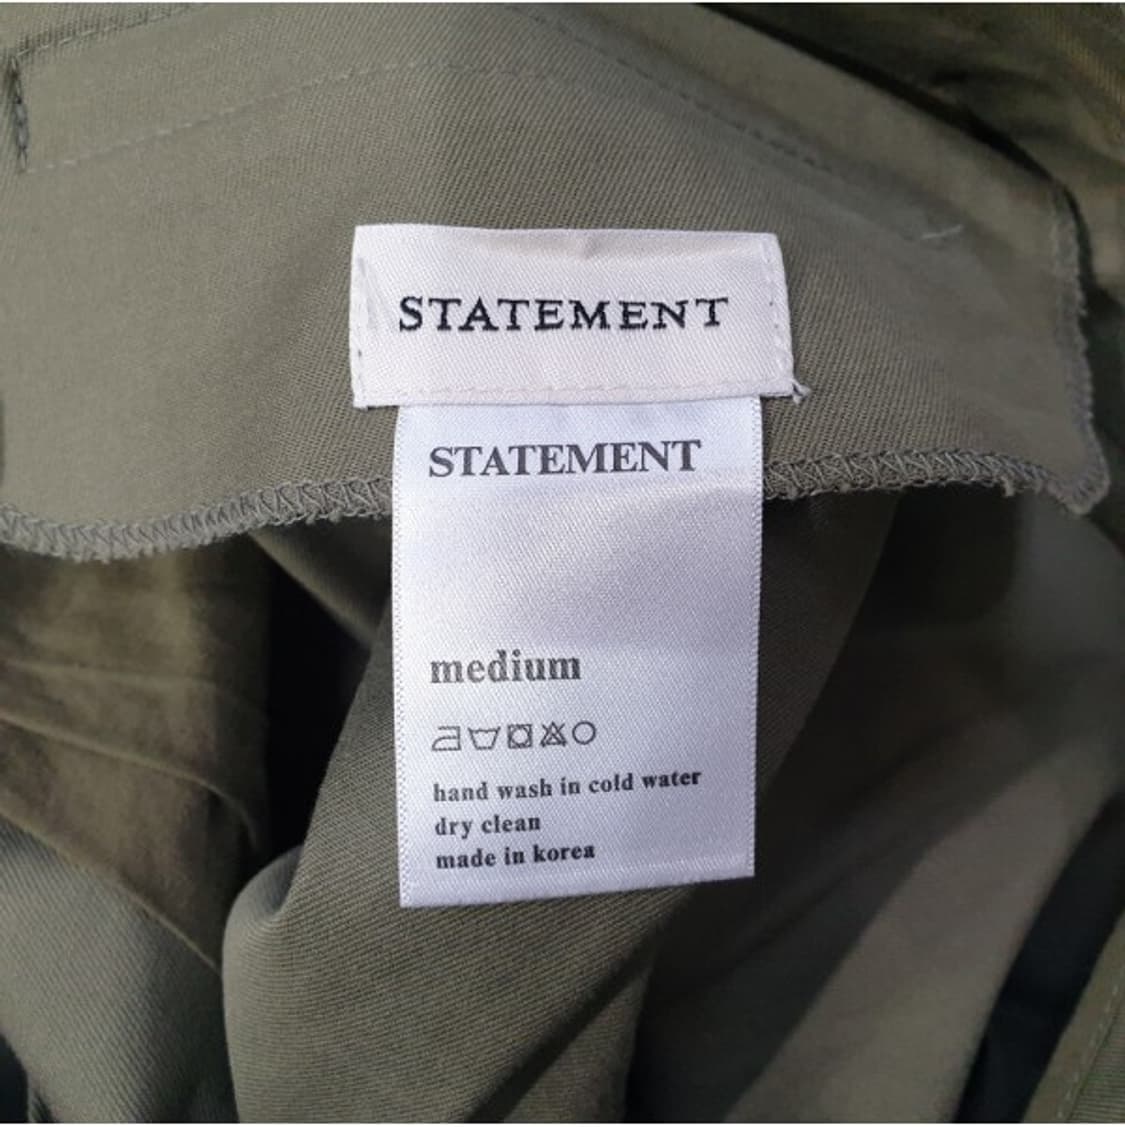 STATEMENT
STATEMENT
medium
hand wash in cold water
dry clean
made in korea